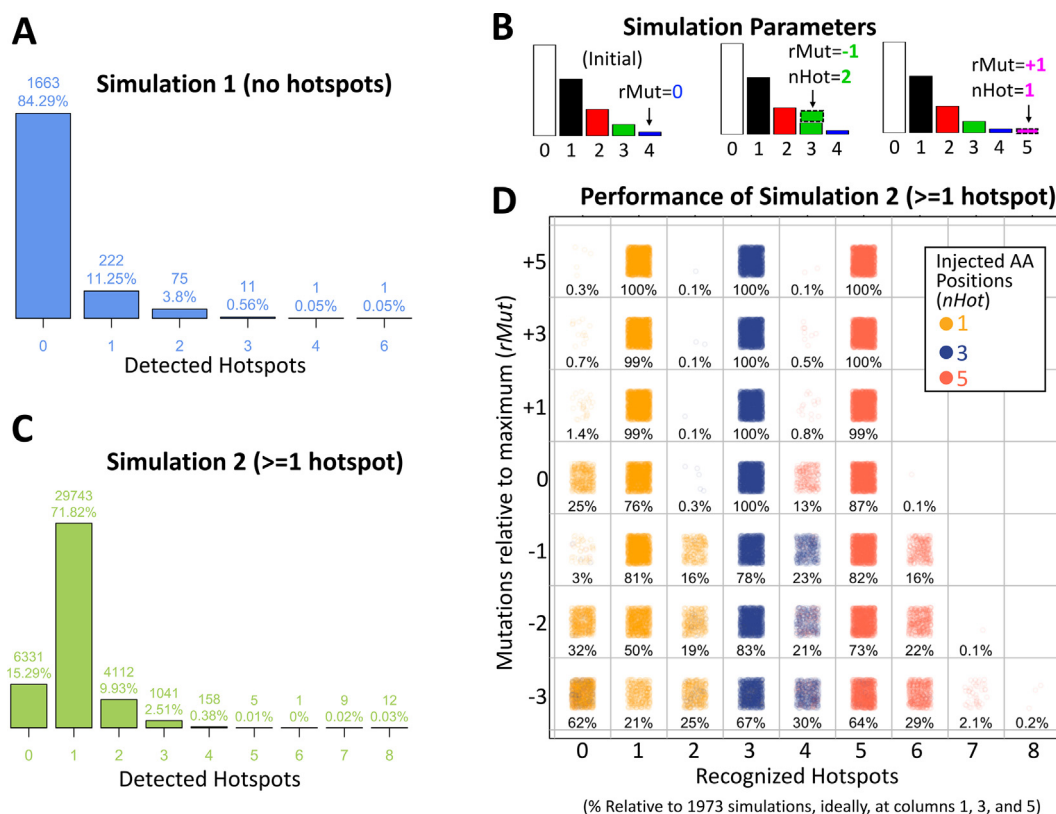 A
Simulation 1 (no hotspots)
1663
84.29%
222
11.25%
75
3.8%
11
0.56%
1
0.05%
1
0.05%
0 1 2 3 4 6
Detected Hotspots
B
Simulation Parameters
(Initial)
rMut=0
0 1 2 3 4
rMut=-1
nHot=2
0 1 2 3 4
rMut=+1
nHot=1
0 1 2 3 4 5
C
Simulation 2 (>=1 hotspot)
6331
15.29%
29743
71.82%
4112
9.93%
1041
2.51%
158
0.38%
5
0.01%
1
0%
9
0.02%
12
0.03%
0 1 2 3 4 5 6 7 8
Detected Hotspots
D
Performance of Simulation 2 (>=1 hotspot)
Mutations relative to maximum (rMut)
+5
0.3% 100% 0.1% 100% 0.1% 100%
+3
0.7% 99% 0.1% 100% 0.5% 100%
+1
1.4% 99% 0.1% 100% 0.8% 99%
0
25% 76% 0.3% 100% 13% 87% 0.1%
-1
3% 81% 16% 78% 23% 82% 16%
-2
32% 50% 19% 83% 21% 73% 22% 0.1%
-3
62% 21% 25% 67% 30% 64% 29% 2.1% 0.2%
0 1 2 3 4 5 6 7 8
Recognized Hotspots
(% Relative to 1973 simulations, ideally, at columns 1, 3, and 5)
Injected AA
Positions
(nHot)
1
3
5